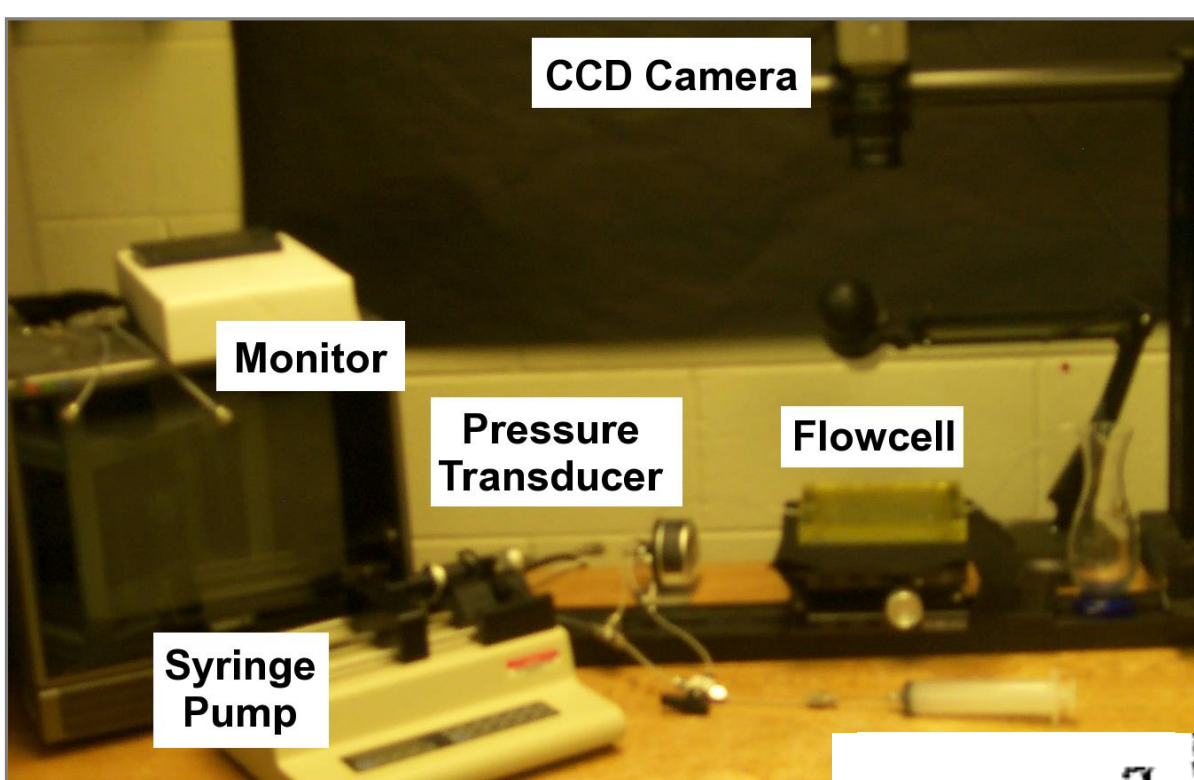 CCD Camera
Monitor
Pressure
Transducer
Flowcell
Syringe
Pump